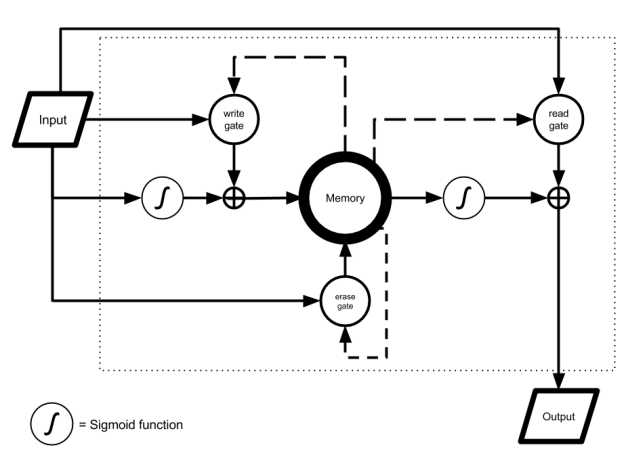 Input
write
gate
read
gate
∫
Memory
∫
erase
gate
Output
∫ = Sigmoid function